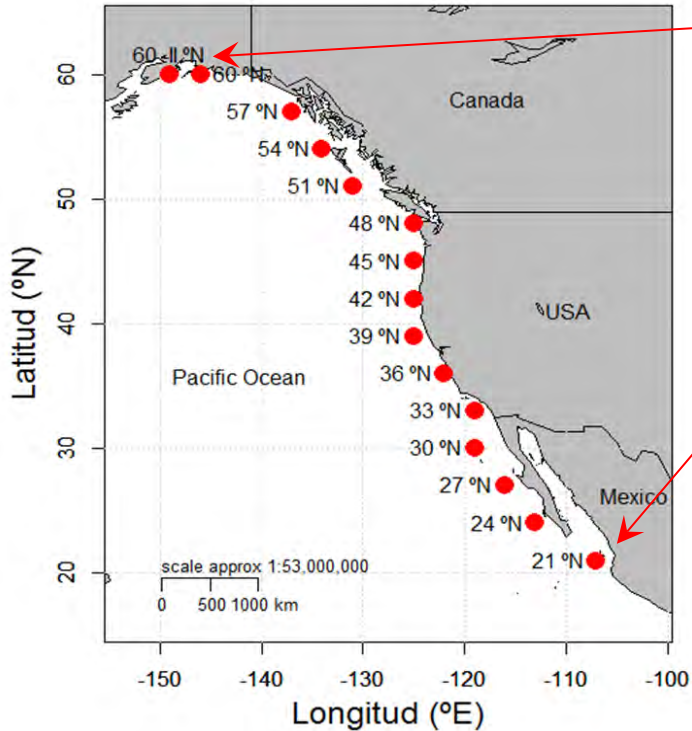 60-II ºN
60 ºN
60
57 ºN
Canada
54 ºN
51 ºN
50
48 ºN
45 ºN
42 ºN
USA
40
39 ºN
Pacific Ocean
36 ºN
33 ºN
30
30 ºN
27 ºN
Mexico
24 ºN
21 ºN
scale approx 1:53,000,000
20
0 500 1000 km
-150 -140 -130 -120 -110 -100
Latitud (ºN)
Longitud (ºE)